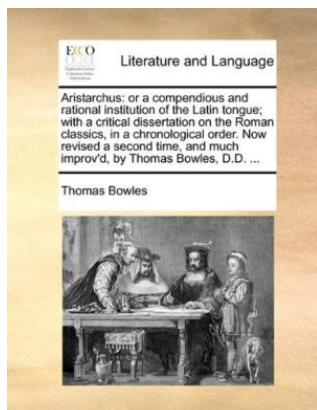 ECCO
Literature and Language
Aristarchus: or a compendious and
rational institution of the Latin tongue;
with a critical dissertation on the Roman
classics, in a chronological order. Now
revised a second time, and much
improv'd, by Thomas Bowles, D.D. ...
Thomas Bowles